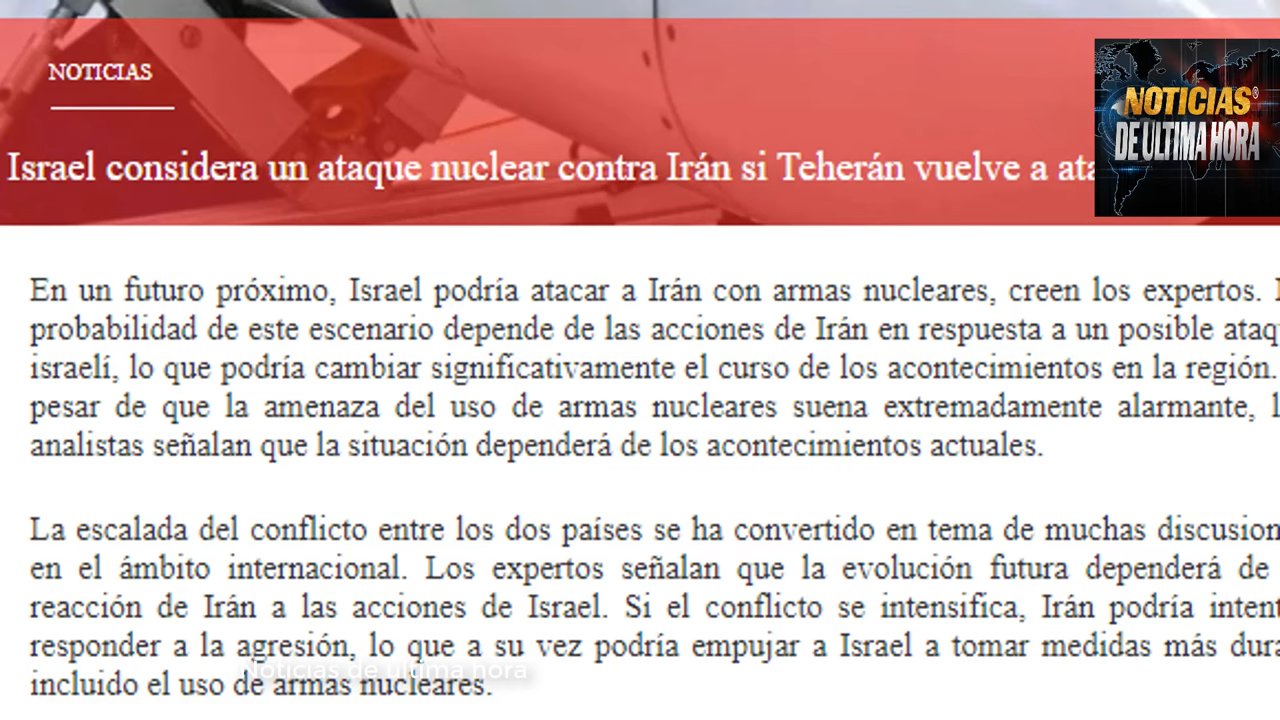 NOTICIAS
Israel considera un ataque nuclear contra Irán si Teherán vuelve a
NOTICIAS®
DE ULTIMA HORA
En un futuro próximo, Israel podría atacar a Irán con armas nucleares, creen los expertos.
probabilidad de este escenario depende de las acciones de Irán en respuesta a un posible
israelí, lo que podría cambiar significativamente el curso de los acontecimientos en la región.
pesar de que la amenaza del uso de armas nucleares suena extremadamente alarmante,
analistas señalan que la situación dependerá de los acontecimientos actuales.
La escalada del conflicto entre los dos países se ha convertido en tema de muchas
en el ámbito internacional. Los expertos señalan que la evolución futura dependerá de
reacción de Irán a las acciones de Israel. Si el conflicto se intensifica, Irán podría
responder a la agresión, lo que a su vez podría empujar a Israel a tomar medidas más
Noticias de ultima hora
incluido el uso de armas nucleares.